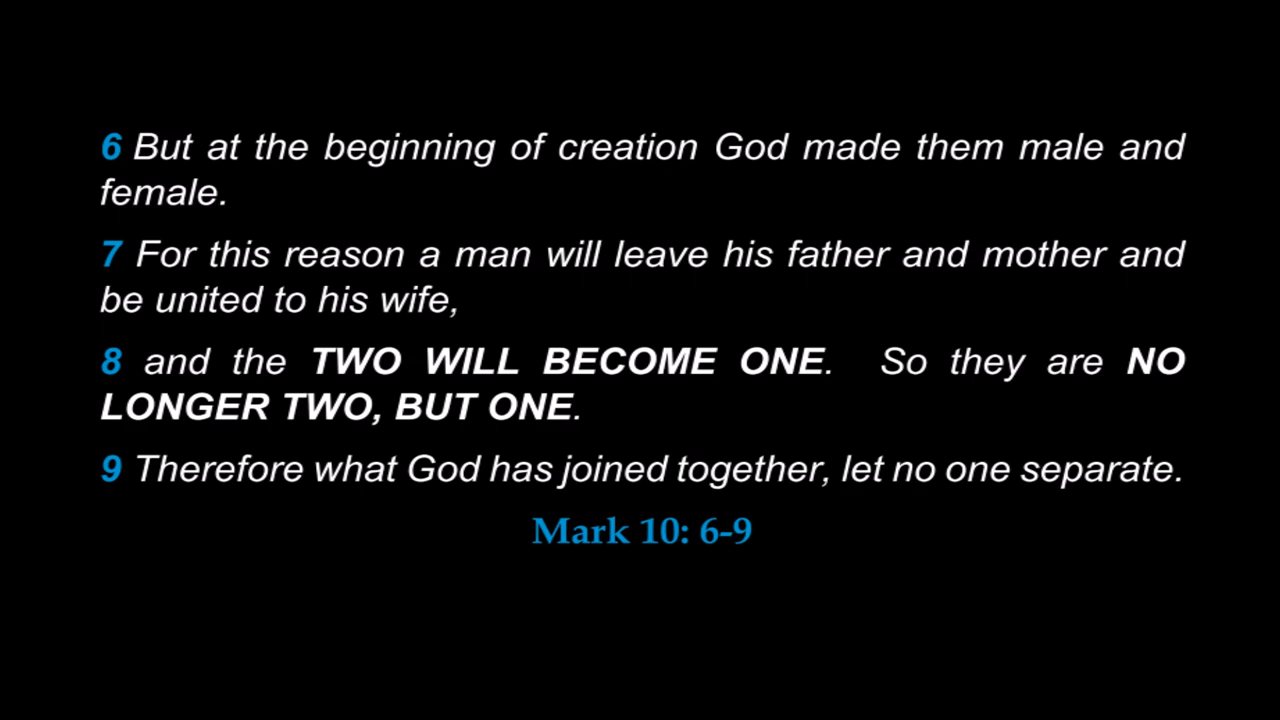 6 But at the beginning of creation God made them male and
female.
7 For this reason a man will leave his father and mother and
be united to his wife,
8 and the TWO WILL BECOME ONE. So they are NO
LONGER TWO, BUT ONE.
9 Therefore what God has joined together, let no one separate.
Mark 10: 6-9